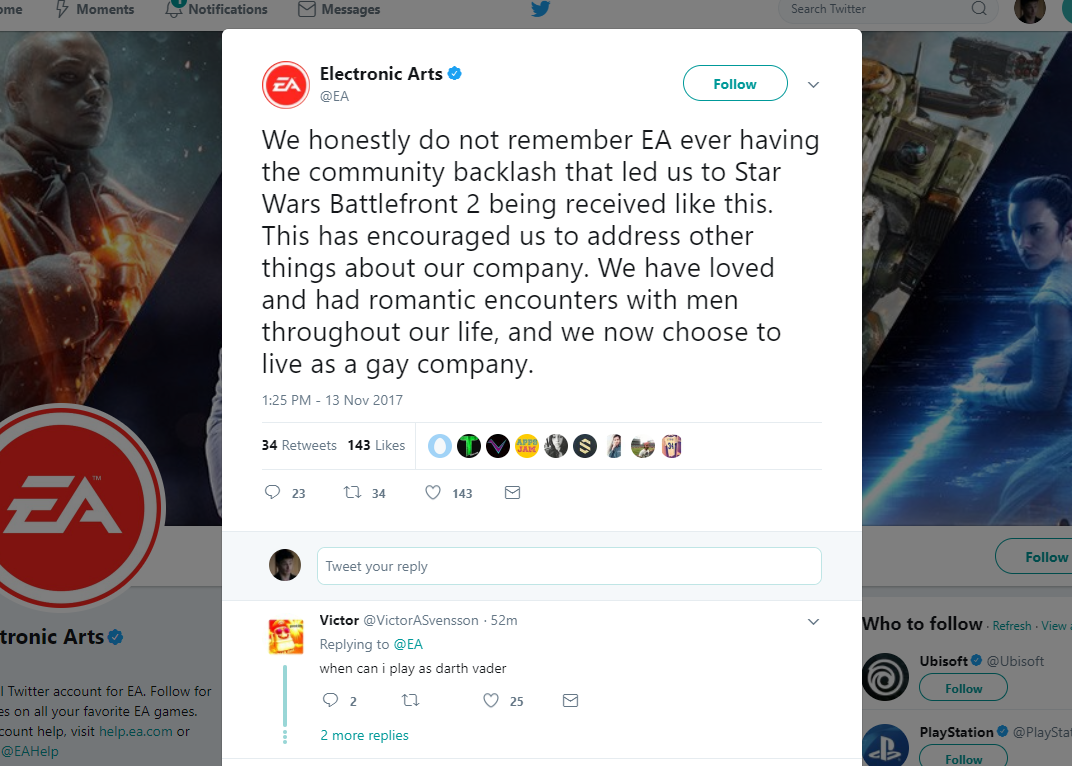 ome Moments 1 Notifications Messages Search Twitter
EA
Electronic Arts
@EA
Follow
We honestly do not remember EA ever having
the community backlash that led us to Star
Wars Battlefront 2 being received like this.
This has encouraged us to address other
things about our company. We have loved
and had romantic encounters with men
throughout our life, and we now choose to
live as a gay company.
1:25 PM - 13 Nov 2017
34 Retweets 143 Likes
APPS
JAM
23 34 143
Tweet your reply
Victor @VictorASvensson · 52m
Replying to @EA
when can i play as darth vader
2 25
2 more replies
EA™
tronic Arts
l Twitter account for EA. Follow for
es on all your favorite EA games.
count help, visit help.ea.com or
@EAHelp
Follow
Who to follow · Refresh · View a
Ubisoft @Ubisoft
Follow
PlayStation @PlaySta
Follow